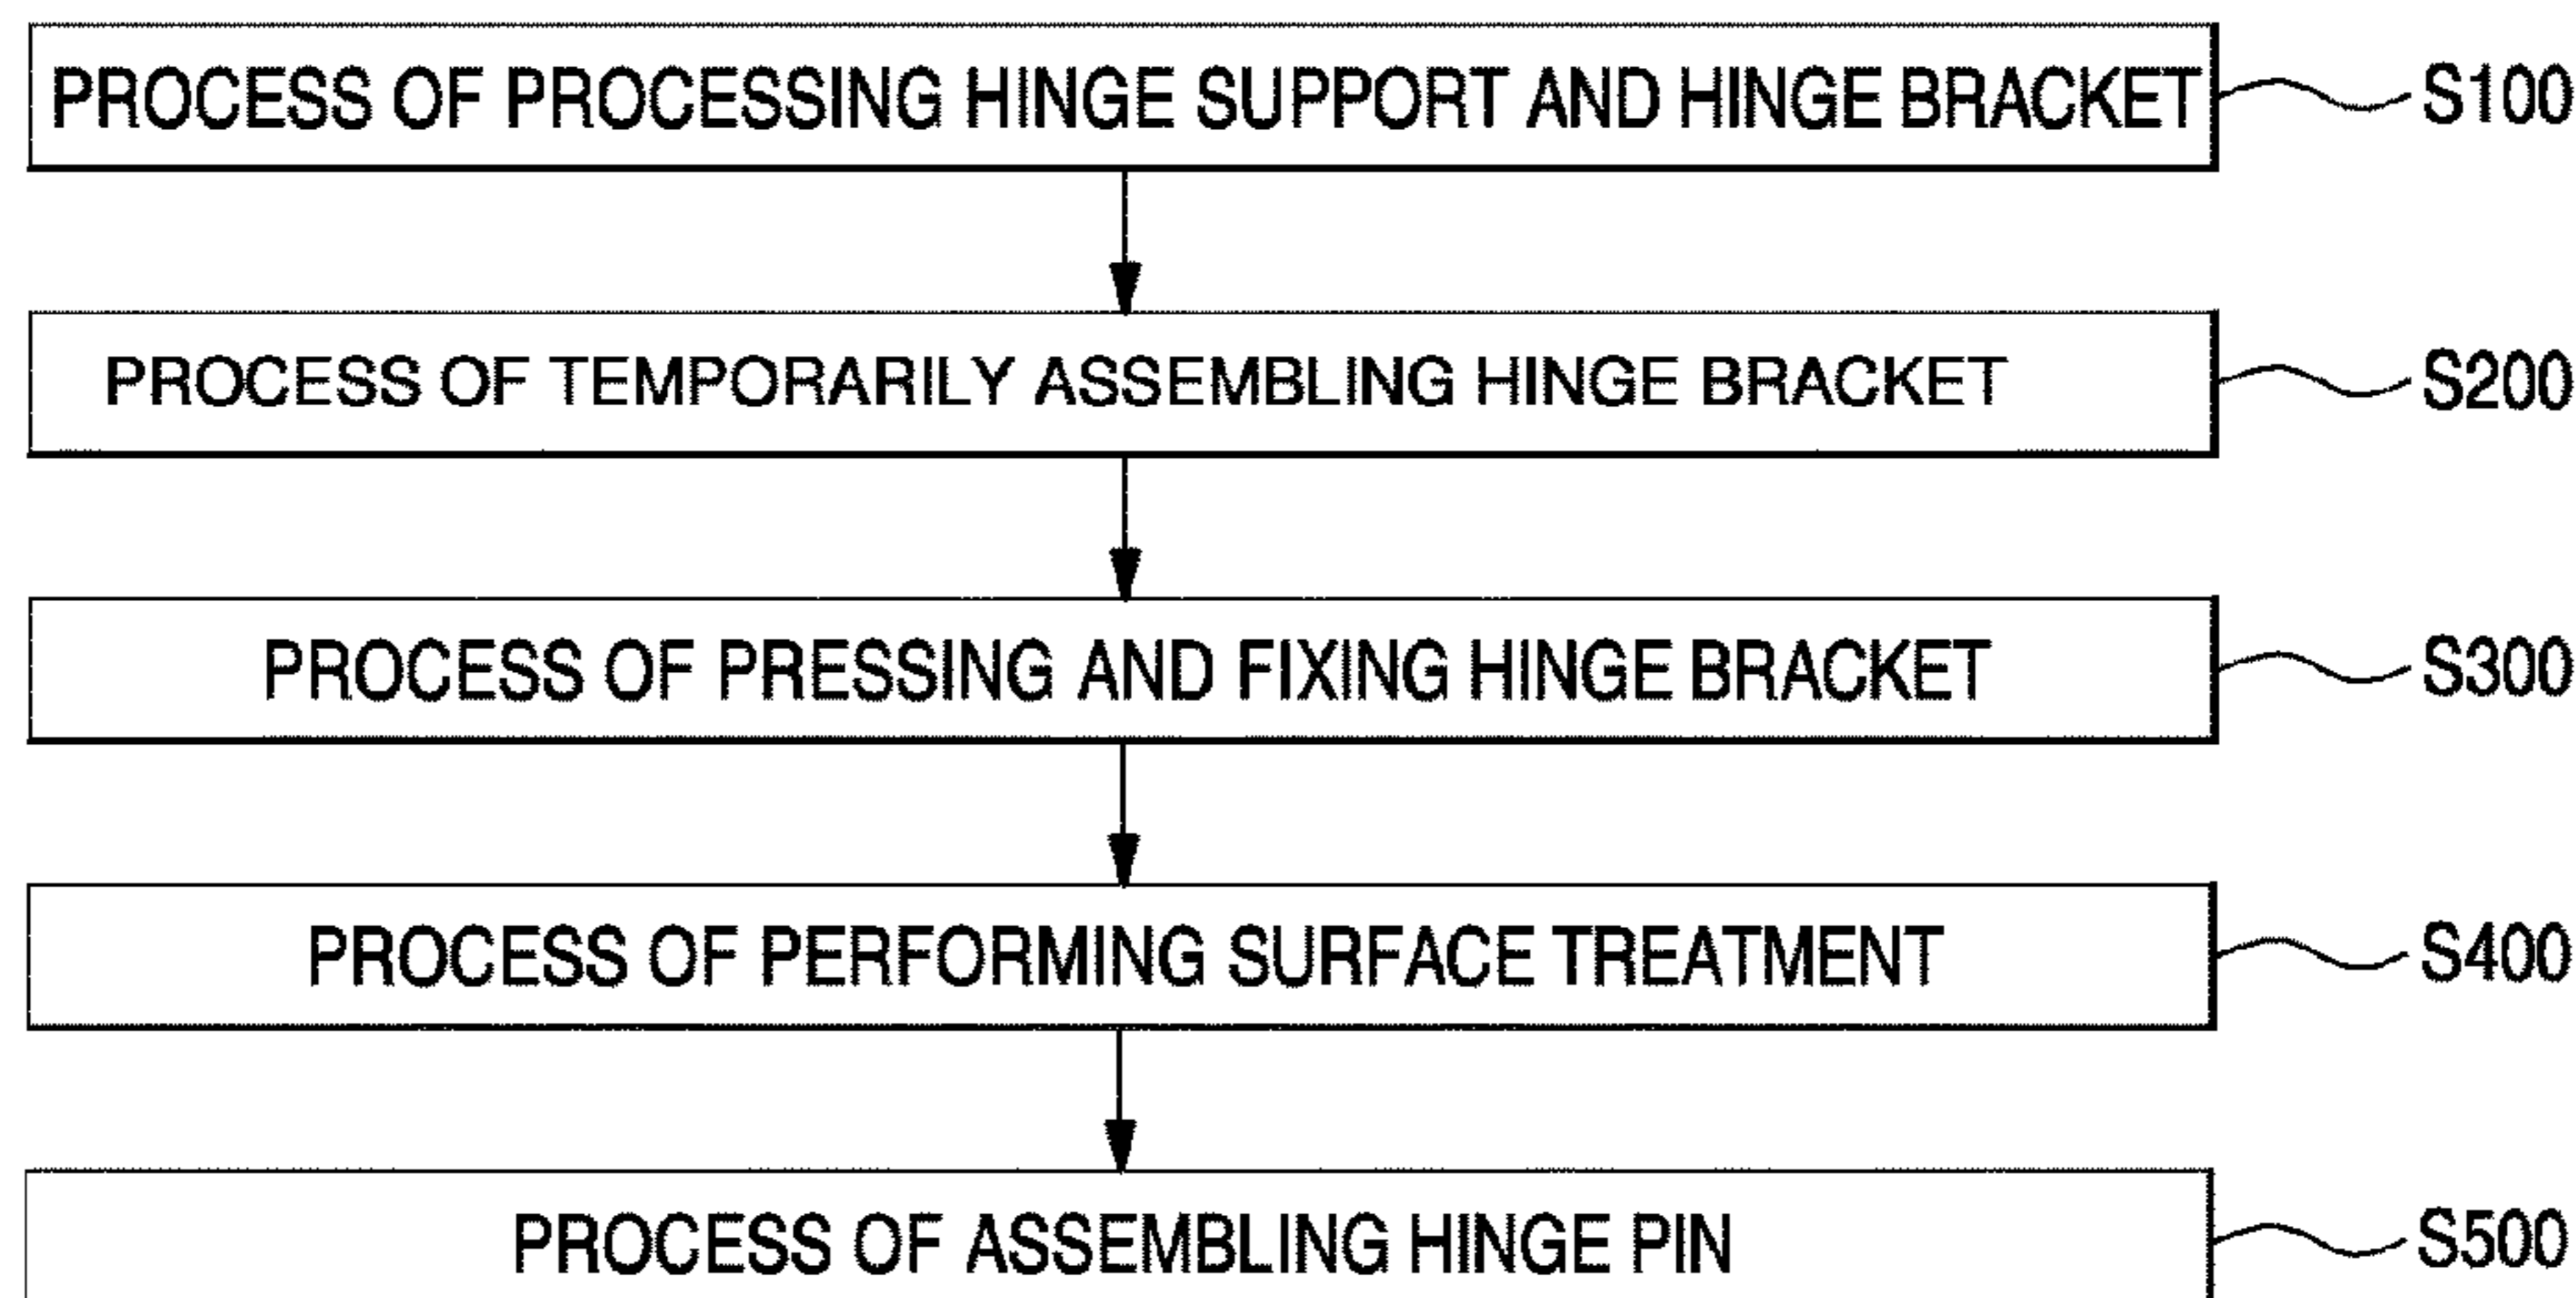 PROCESS OF PROCESSING HINGE SUPPORT AND HINGE BRACKET S100
PROCESS OF TEMPORARILY ASSEMBLING HINGE BRACKET S200
PROCESS OF PRESSING AND FIXING HINGE BRACKET S300
PROCESS OF PERFORMING SURFACE TREATMENT S400
PROCESS OF ASSEMBLING HINGE PIN S500